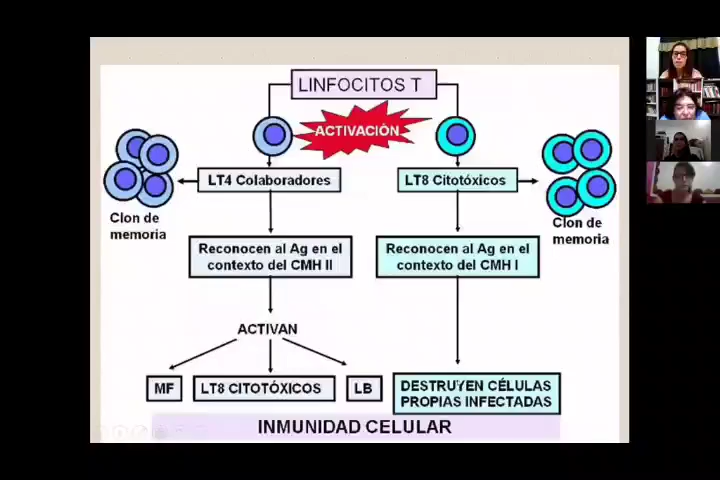 LINFOCITOS T
ACTIVACIÓN
LT4 Colaboradores
LT8 Citotóxicos
Clon de
memoria
Clon de
memoria
Reconocen al Ag en el
contexto del CMH II
Reconocen al Ag en el
contexto del CMH I
ACTIVAN
MF
LT8 CITOTÓXICOS
LB
DESTRUYEN CÉLULAS
PROPIAS INFECTADAS
INMUNIDAD CELULAR